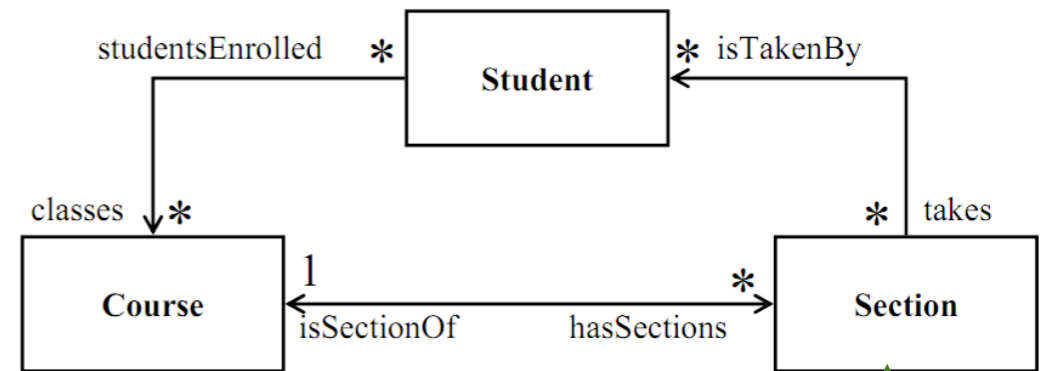 studentsEnrolled * * isTakenBy
Student
classes * * takes
1 *
Course Section
isSectionOf hasSections